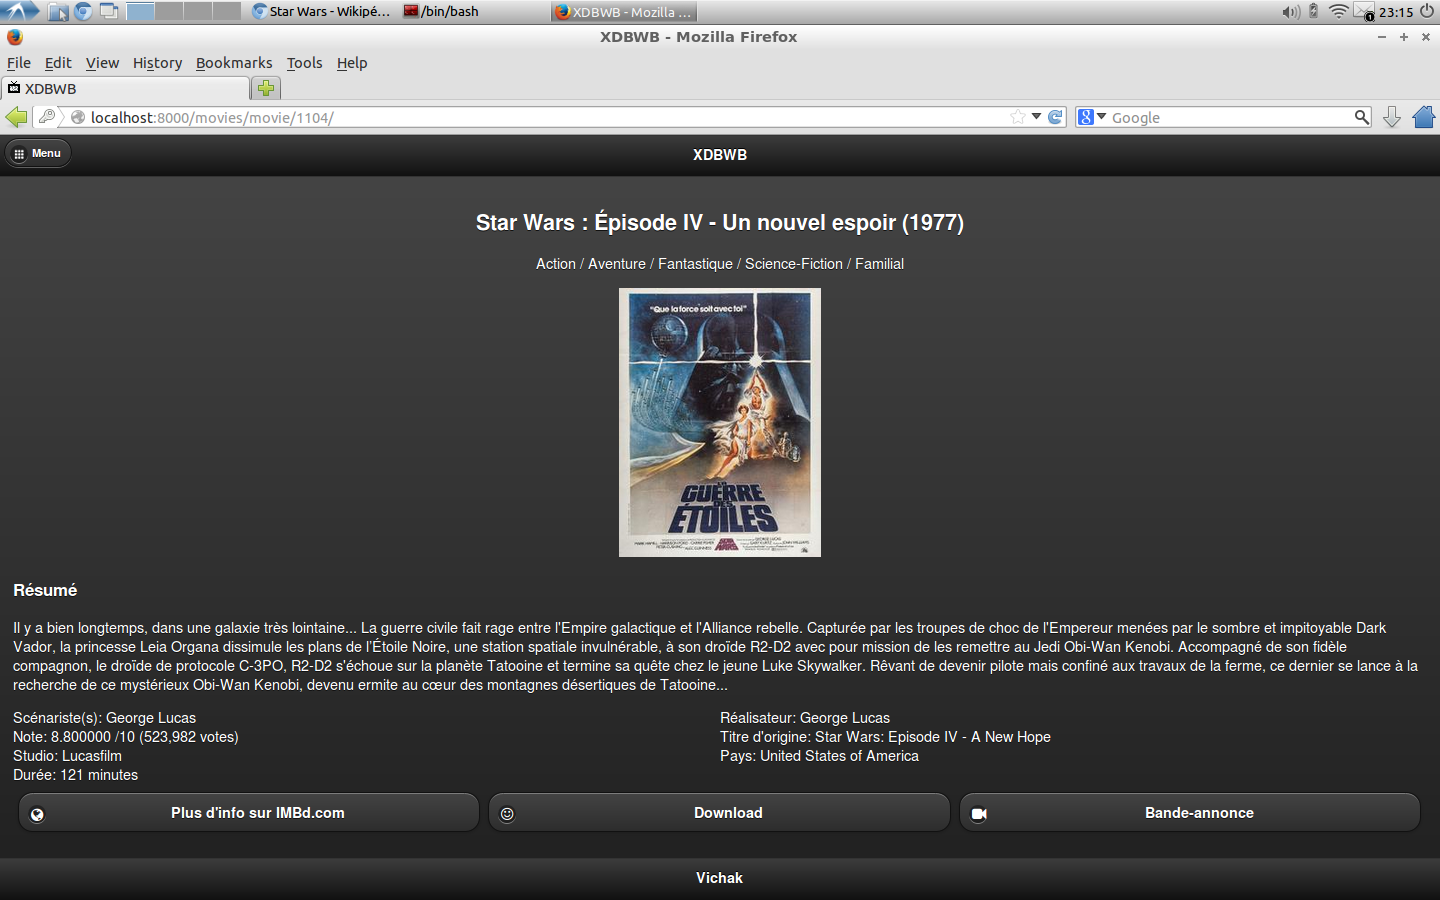 Star Wars - Wikipé...
/bin/bash
XDBWB - Mozilla ...
23:15
XDBWB - Mozilla Firefox
File Edit View History Bookmarks Tools Help
XDBWB
localhost:8000/movies/movie/1104/
Google
Menu
XDBWB
Star Wars : Épisode IV - Un nouvel espoir (1977)
Action / Aventure / Fantastique / Science-Fiction / Familial
"Que la force soit avec toi"
LA
GUERRE
DES
ÉTOILES
Résumé
Il y a bien longtemps, dans une galaxie très lointaine... La guerre civile fait rage entre l'Empire galactique et l'Alliance rebelle. Capturée par les troupes de choc de l'Empereur menées par le sombre et impitoyable Dark
Vador, la princesse Leia Organa dissimule les plans de l'Étoile Noire, une station spatiale invulnérable, à son droïde R2-D2 avec pour mission de les remettre au Jedi Obi-Wan Kenobi. Accompagné de son fidèle
compagnon, le droïde de protocole C-3PO, R2-D2 s'échoue sur la planète Tatooine et termine sa quête chez le jeune Luke Skywalker. Rêvant de devenir pilote mais confiné aux travaux de la ferme, ce dernier se lance à la
recherche de ce mystérieux Obi-Wan Kenobi, devenu ermite au cœur des montagnes désertiques de Tatooine...
Scénariste(s): George Lucas
Note: 8.800000 /10 (523,982 votes)
Studio: Lucasfilm
Durée: 121 minutes
Réalisateur: George Lucas
Titre d'origine: Star Wars: Episode IV - A New Hope
Pays: United States of America
Plus d'info sur IMBd.com
Download
Bande-annonce
Vichak